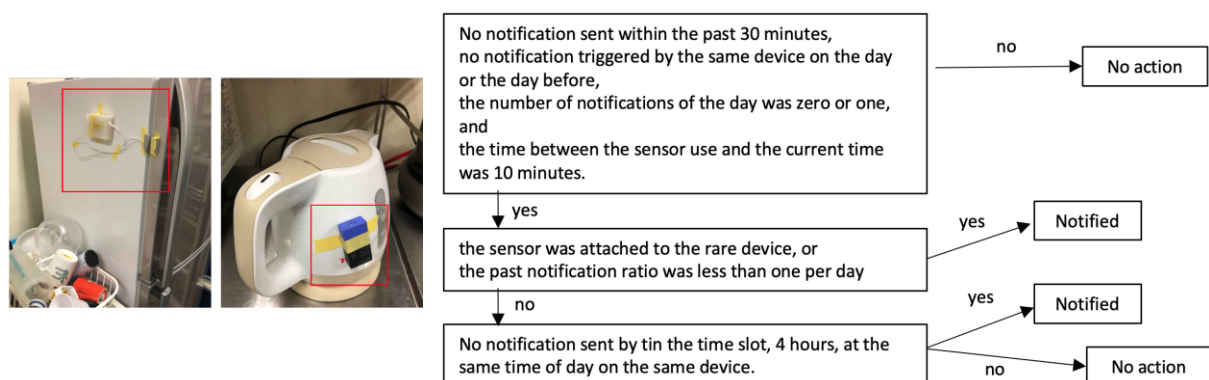 No notification sent within the past 30 minutes,
no notification triggered by the same device on the day
or the day before,
the number of notifications of the day was zero or one,
and
the time between the sensor use and the current time
was 10 minutes.
no
No action
yes
the sensor was attached to the rare device, or
the past notification ratio was less than one per day
yes
Notified
no
No notification sent by tin the time slot, 4 hours, at the
same time of day on the same device.
yes
Notified
no
No action